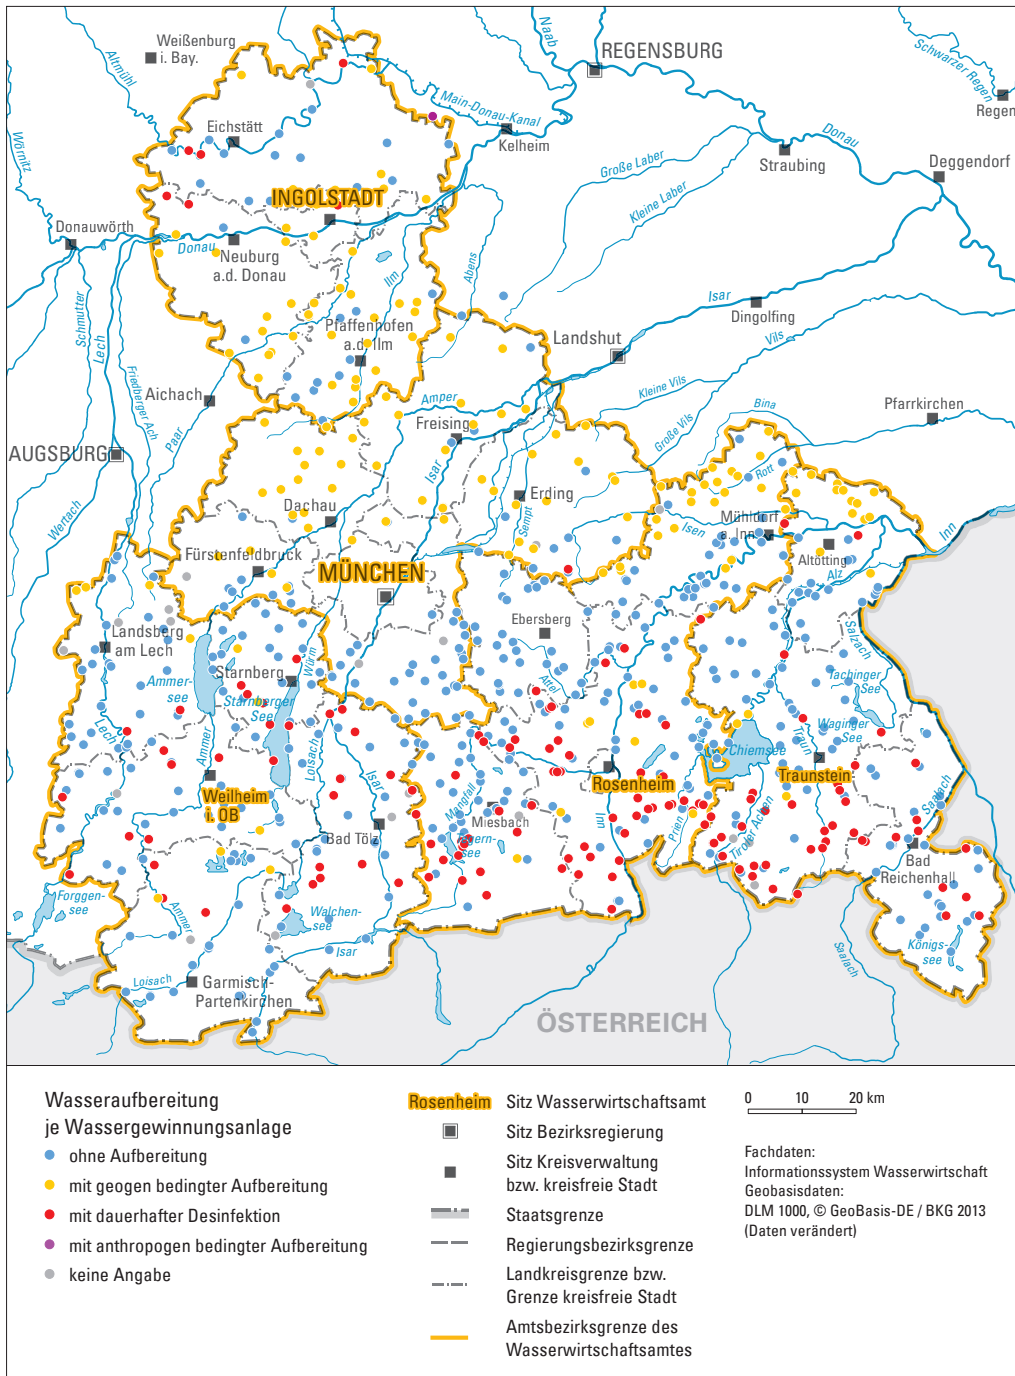 Weißenburg
i. Bay.
Altmühl
Wörnitz
Naab
REGENSBURG
Schwarzer Regen
Regen
Main-Donau-Kanal
Eichstätt
Kelheim
Donau
Straubing
Deggendorf
Große Laber
Kleine Laber
INGOLSTADT
Donauwörth
Donau
Neuburg
a.d. Donau
Ilm
Abens
Isar
Dingolfing
Schmutter
Lech
Friedberger Ach
Pfaffenhofen
a.d. Ilm
Landshut
Vils
Kleine Vils
Große Vils
Bina
Pfarrkirchen
Aichach
Paar
Amper
Freising
AUGSBURG
Wertach
Isar
Rott
Dachau
Erding
Sempt
Isen
Mühldorf
a. Inn
Inn
Fürstenfeldbruck
MÜNCHEN
Altötting
Alz
Ebersberg
Landsberg
am Lech
Salzach
Ammer-
see
Starnberg
Würm
Starnberger
See
Attel
Tachinger
See
Waginger
See
Lech
Ammer
Loisach
Isar
Chiemsee
Traun
Traunstein
Rosenheim
Weilheim
i. OB
Mangfall
Miesbach
Saalach
Bad Tölz
Tegern-
see
Inn
Prien
Tiroler Achen
Bad
Reichenhall
Forggen-
see
Ammer
Walchen-
see
Isar
Königs-
see
Saalach
Loisach
Garmisch-
Partenkirchen
ÖSTERREICH
Wasseraufbereitung
je Wassergewinnungsanlage
ohne Aufbereitung
mit geogen bedingter Aufbereitung
mit dauerhafter Desinfektion
mit anthropogen bedingter Aufbereitung
keine Angabe
Rosenheim Sitz Wasserwirtschaftsamt
Sitz Bezirksregierung
Sitz Kreisverwaltung
bzw. kreisfreie Stadt
Staatsgrenze
Regierungsbezirksgrenze
Landkreisgrenze bzw.
Grenze kreisfreie Stadt
Amtsbezirksgrenze des
Wasserwirtschaftsamtes
0 10 20 km
Fachdaten:
Informationssystem Wasserwirtschaft
Geobasisdaten:
DLM 1000, © GeoBasis-DE / BKG 2013
(Daten verändert)